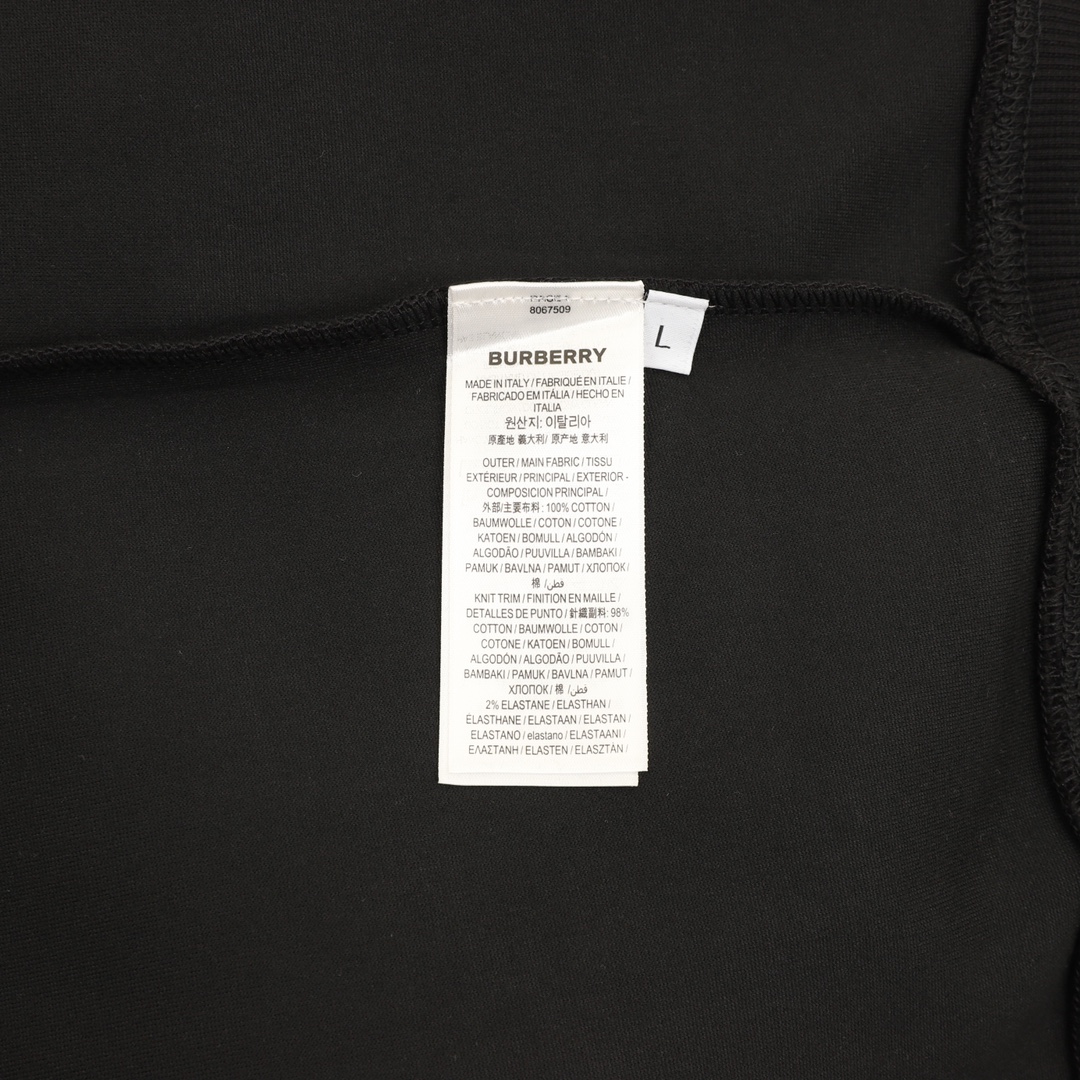 8067509
BURBERRY
MADE IN ITALY / FABRIQUÉ EN ITALIE /
FABRICADO EM ITÁLIA / HECHO EN
ITALIA
원산지: 이탈리아
原產地 義大利/ 原产地 意大利
OUTER / MAIN FABRIC / TISSU
EXTÉRIEUR / PRINCIPAL / EXTERIOR -
COMPOSICION PRINCIPAL /
外部/主要布料: 100% COTTON /
BAUMWOLLE / COTON / COTONE /
KATOEN / BOMULL / ALGODÓN /
ALGODÃO / PUUVILLA / BAMBAKI /
PAMUK / BAVLNA / PAMUT / ХЛОПОК /
棉 /قطن
KNIT TRIM / FINITION EN MAILLE /
DETALLES DE PUNTO / 針織副料: 98%
COTTON / BAUMWOLLE / COTON /
COTONE / KATOEN / BOMULL /
ALGODÓN / ALGODÃO / PUUVILLA /
BAMBAKI / PAMUK / BAVLNA / PAMUT /
ХЛОПОК / 棉 /قطن
2% ELASTANE / ELASTHAN /
ELASTHANE / ELASTAAN / ELASTAN /
ELASTANO / elastano / ELASTAANI /
ΕΛΑΣΤΑΝΗ / ELASTEN / ELASZTÁN /
L